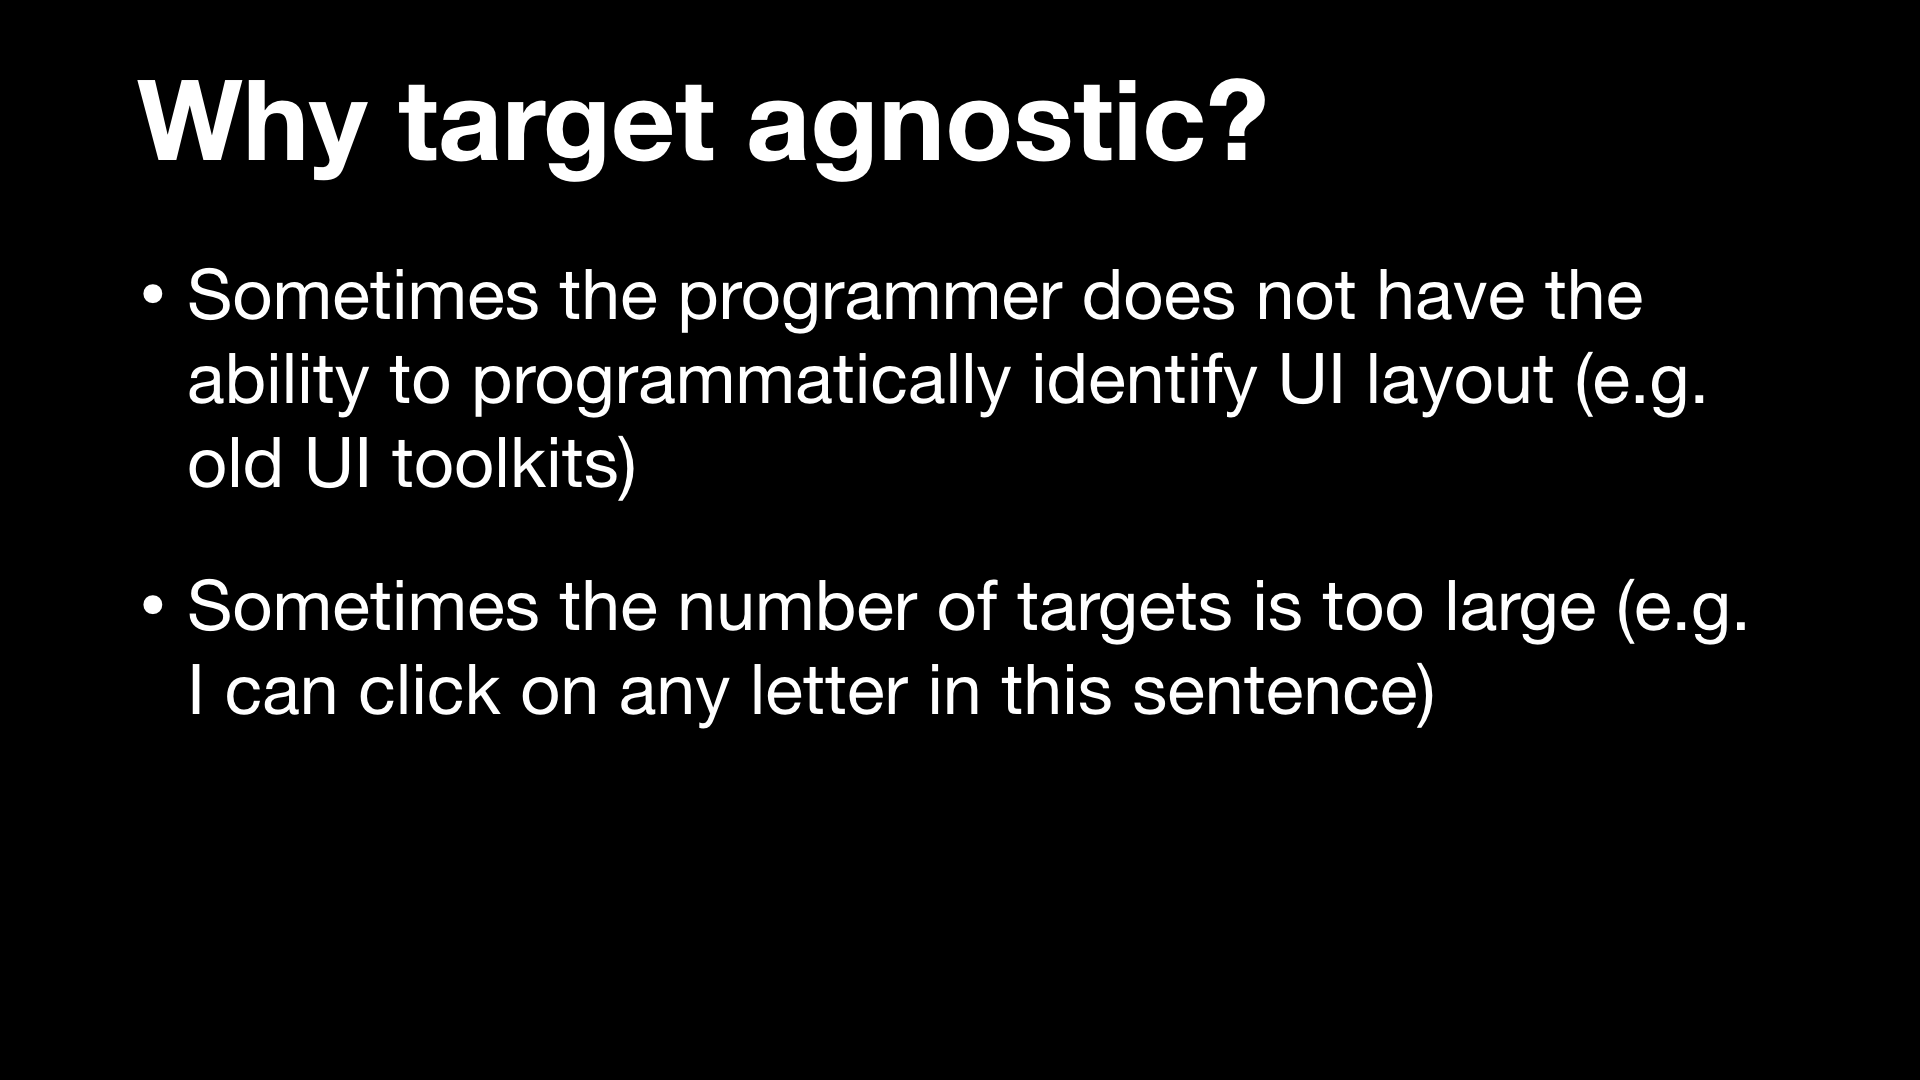 Why target agnostic?
• Sometimes the programmer does not have the
ability to programmatically identify UI layout (e.g.
old UI toolkits)
• Sometimes the number of targets is too large (e.g.
I can click on any letter in this sentence)